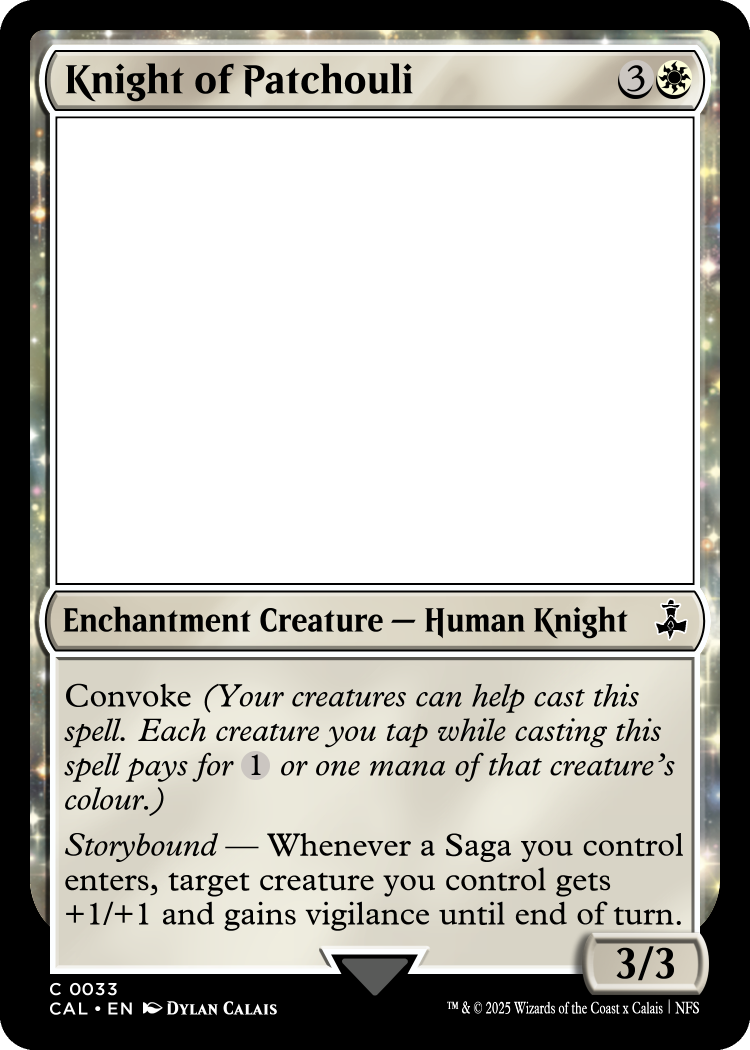 Knight of Patchouli 3
Enchantment Creature — Human Knight
Convoke (Your creatures can help cast this
spell. Each creature you tap while casting this
spell pays for 1 or one mana of that creature's
colour.)
Storybound — Whenever a Saga you control
enters, target creature you control gets
+1/+1 and gains vigilance until end of turn.
3/3
C 0033
CAL • EN Dylan Calais
™ & © 2025 Wizards of the Coast x Calais | NFS